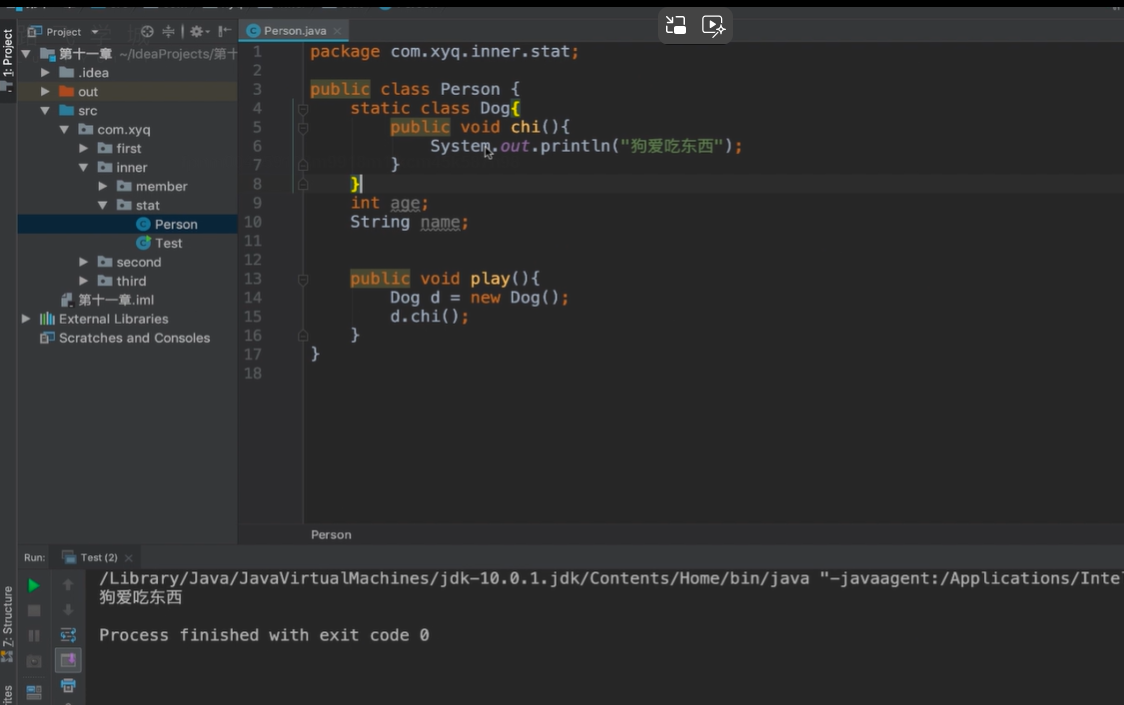 Project
Person.java
1: Project
第十一章 ~/IdeaProjects/第十
.idea
out
src
com.xyq
first
inner
member
stat
Person
Test
second
third
第十一章.iml
External Libraries
Scratches and Consoles
1 package com.xyq.inner.stat;
2
3 public class Person {
4 static class Dog{
5 public void chi(){
6 System.out.println("狗爱吃东西");
7 }
8 }
9 int age;
10 String name;
11
12
13 public void play(){
14 Dog d = new Dog();
15 d.chi();
16 }
17 }
18
Person
Run: Test (2)
/Library/Java/JavaVirtualMachines/jdk-10.0.1.jdk/Contents/Home/bin/java "-javaagent:/Applications/Inte
狗爱吃东西
Process finished with exit code 0
Z: Structure